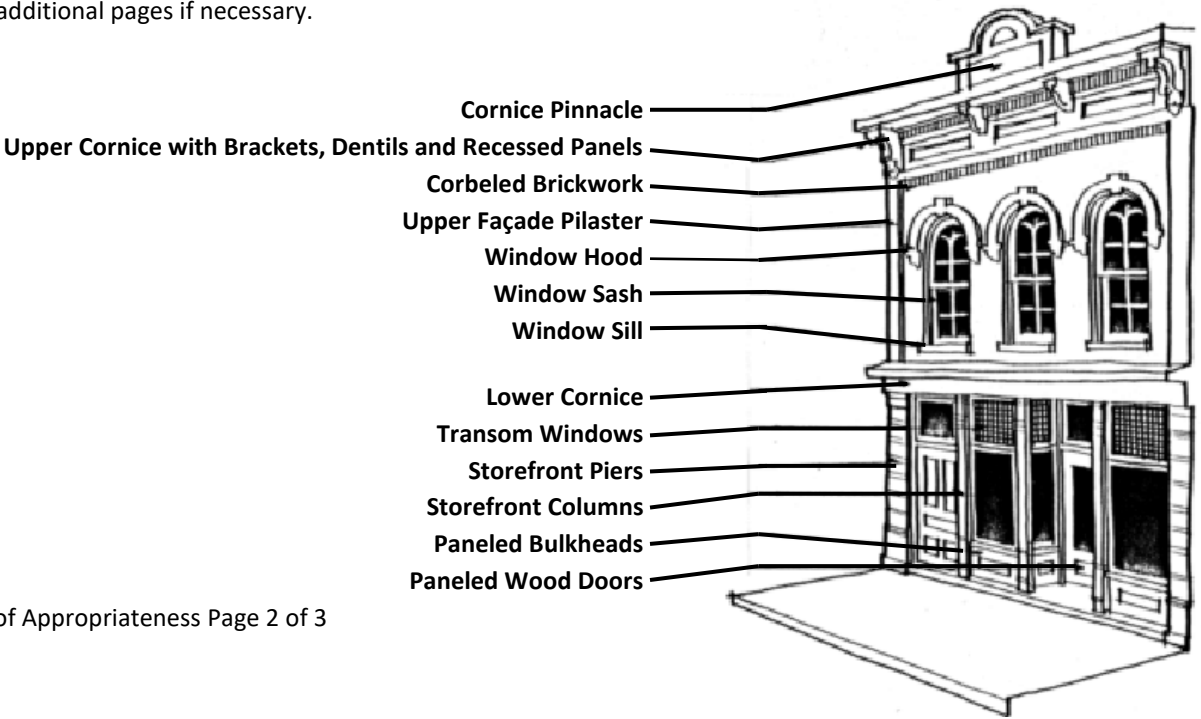 additional pages if necessary.
Cornice Pinnacle
Upper Cornice with Brackets, Dentils and Recessed Panels
Corbeled Brickwork
Upper Façade Pilaster
Window Hood
Window Sash
Window Sill
Lower Cornice
Transom Windows
Storefront Piers
Storefront Columns
Paneled Bulkheads
Paneled Wood Doors
of Appropriateness Page 2 of 3